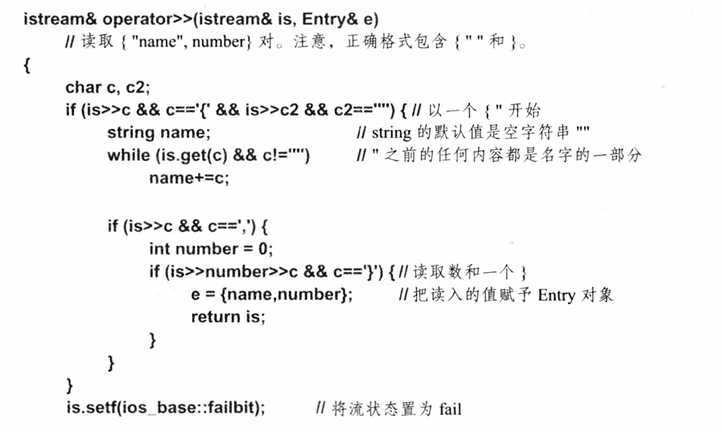 istream& operator>>(istream& is, Entry& e)
// 读取 { "name", number} 对。注意，正确格式包含 { " " 和 }。
{
char c, c2;
if (is>>c && c=='{' && is>>c2 && c2=='"') { // 以一个 { " 开始
string name; // string 的默认值是空字符串 ""
while (is.get(c) && c!='"') // " 之前的任何内容都是名字的一部分
name+=c;
if (is>>c && c==',') {
int number = 0;
if (is>>number>>c && c=='}') { // 读取数和一个 }
e = {name,number}; // 把读入的值赋予 Entry 对象
return is;
}
}
}
is.setf(ios_base::failbit); // 将流状态置为 fail